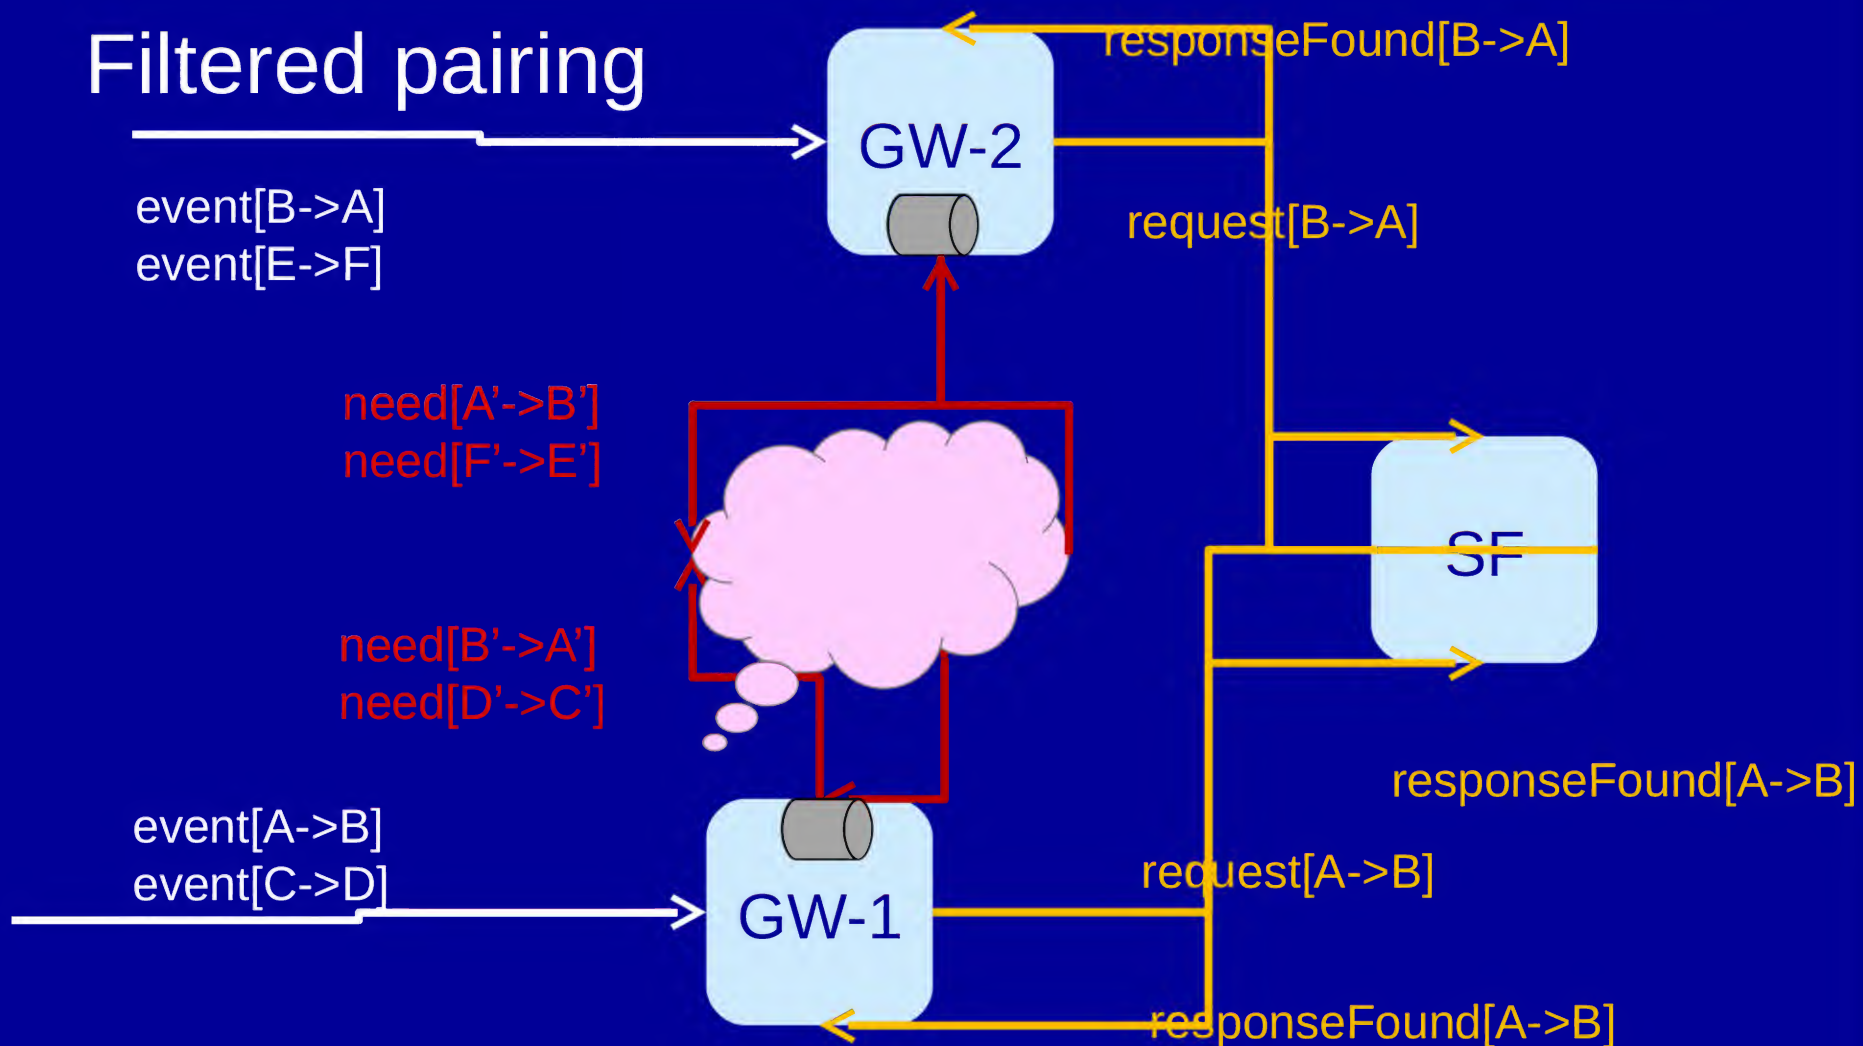 Filtered pairing
responseFound[B->A]
GW-2
event[B->A]
event[E->F]
request[B->A]
need[A’->B’]
need[F’->E’]
SF
need[B’->A’]
need[D’->C’]
responseFound[A->B]
event[A->B]
event[C->D]
request[A->B]
GW-1
responseFound[A->B]